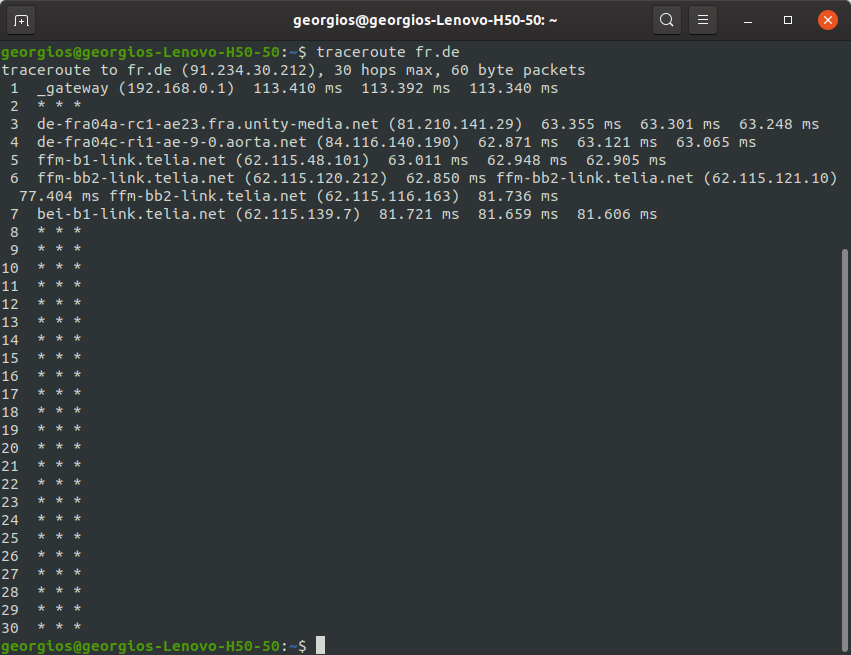 georgios@georgios-Lenovo-H50-50: ~
georgios@georgios-Lenovo-H50-50:~$ traceroute fr.de
traceroute to fr.de (91.234.30.212), 30 hops max, 60 byte packets
 1  _gateway (192.168.0.1)  113.410 ms  113.392 ms  113.340 ms
 2  * * *
 3  de-fra04a-rc1-ae23.fra.unity-media.net (81.210.141.29)  63.355 ms  63.301 ms  63.248 ms
 4  de-fra04c-ri1-ae-9-0.aorta.net (84.116.140.190)  62.871 ms  63.121 ms  63.065 ms
 5  ffm-b1-link.telia.net (62.115.48.101)  63.011 ms  62.948 ms  62.905 ms
 6  ffm-bb2-link.telia.net (62.115.120.212)  62.850 ms ffm-bb2-link.telia.net (62.115.121.10)
  77.404 ms ffm-bb2-link.telia.net (62.115.116.163)  81.736 ms
 7  bei-b1-link.telia.net (62.115.139.7)  81.721 ms  81.659 ms  81.606 ms
 8  * * *
 9  * * *
10  * * *
11  * * *
12  * * *
13  * * *
14  * * *
15  * * *
16  * * *
17  * * *
18  * * *
19  * * *
20  * * *
21  * * *
22  * * *
23  * * *
24  * * *
25  * * *
26  * * *
27  * * *
28  * * *
29  * * *
30  * * *
georgios@georgios-Lenovo-H50-50:~$